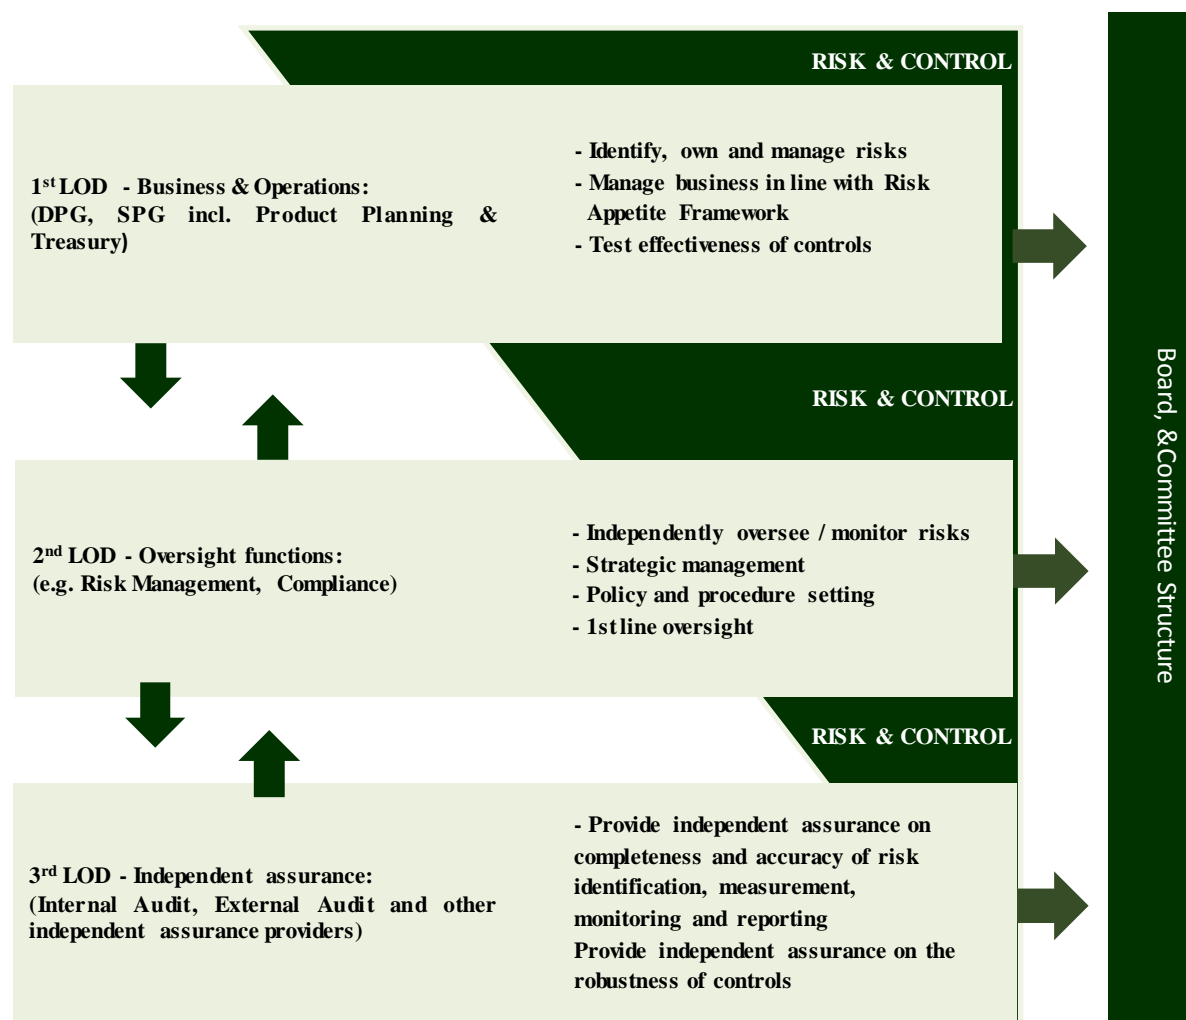 RISK & CONTROL
1st LOD - Business & Operations:
(DPG, SPG incl. Product Planning &
Treasury)
- Identify, own and manage risks
- Manage business in line with Risk
Appetite Framework
- Test effectiveness of controls
RISK & CONTROL
2nd LOD - Oversight functions:
(e.g. Risk Management, Compliance)
- Independently oversee / monitor risks
- Strategic management
- Policy and procedure setting
- 1st line oversight
RISK & CONTROL
3rd LOD - Independent assurance:
(Internal Audit, External Audit and other
independent assurance providers)
- Provide independent assurance on
completeness and accuracy of risk
identification, measurement,
monitoring and reporting
Provide independent assurance on the
robustness of controls
Board, &Committee Structure